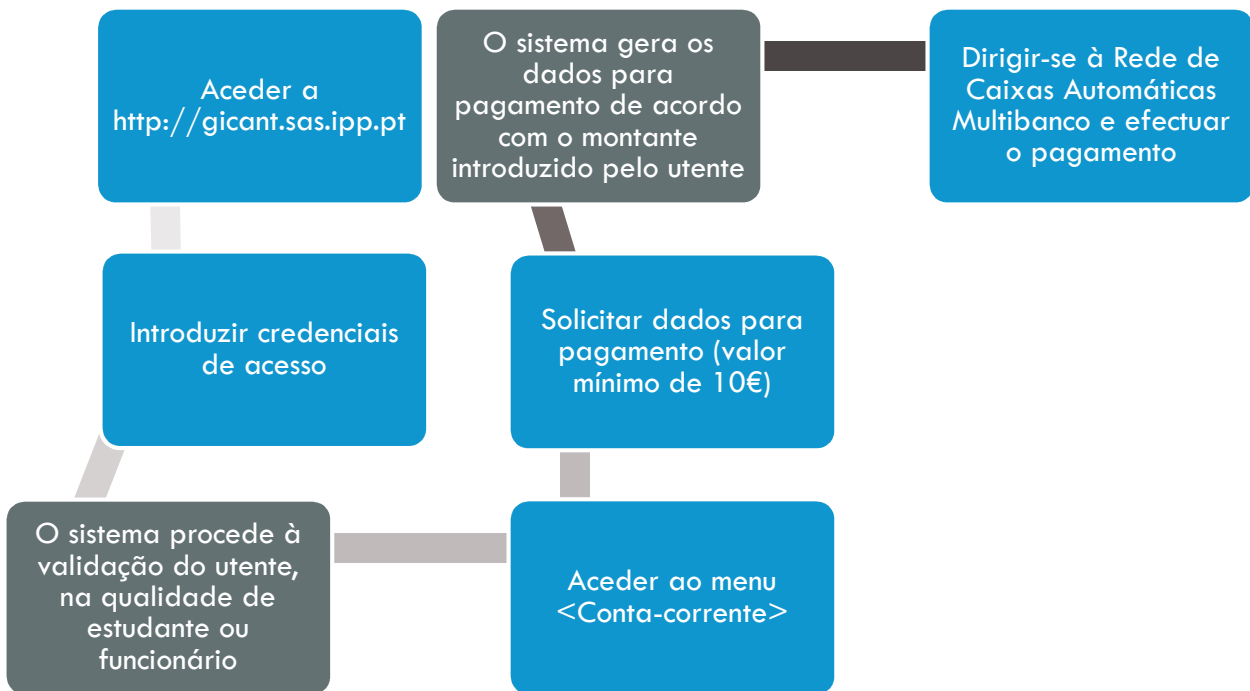 Aceder a
http://gicant.sas.ipp.pt
Introduzir credenciais
de acesso
O sistema procede à
validação do utente,
na qualidade de
estudante ou
funcionário
Aceder ao menu
<Conta-corrente>
Solicitar dados para
pagamento (valor
mínimo de 10€)
O sistema gera os
dados para
pagamento de acordo
com o montante
introduzido pelo utente
Dirigir-se à Rede de
Caixas Automáticas
Multibanco e efectuar
o pagamento